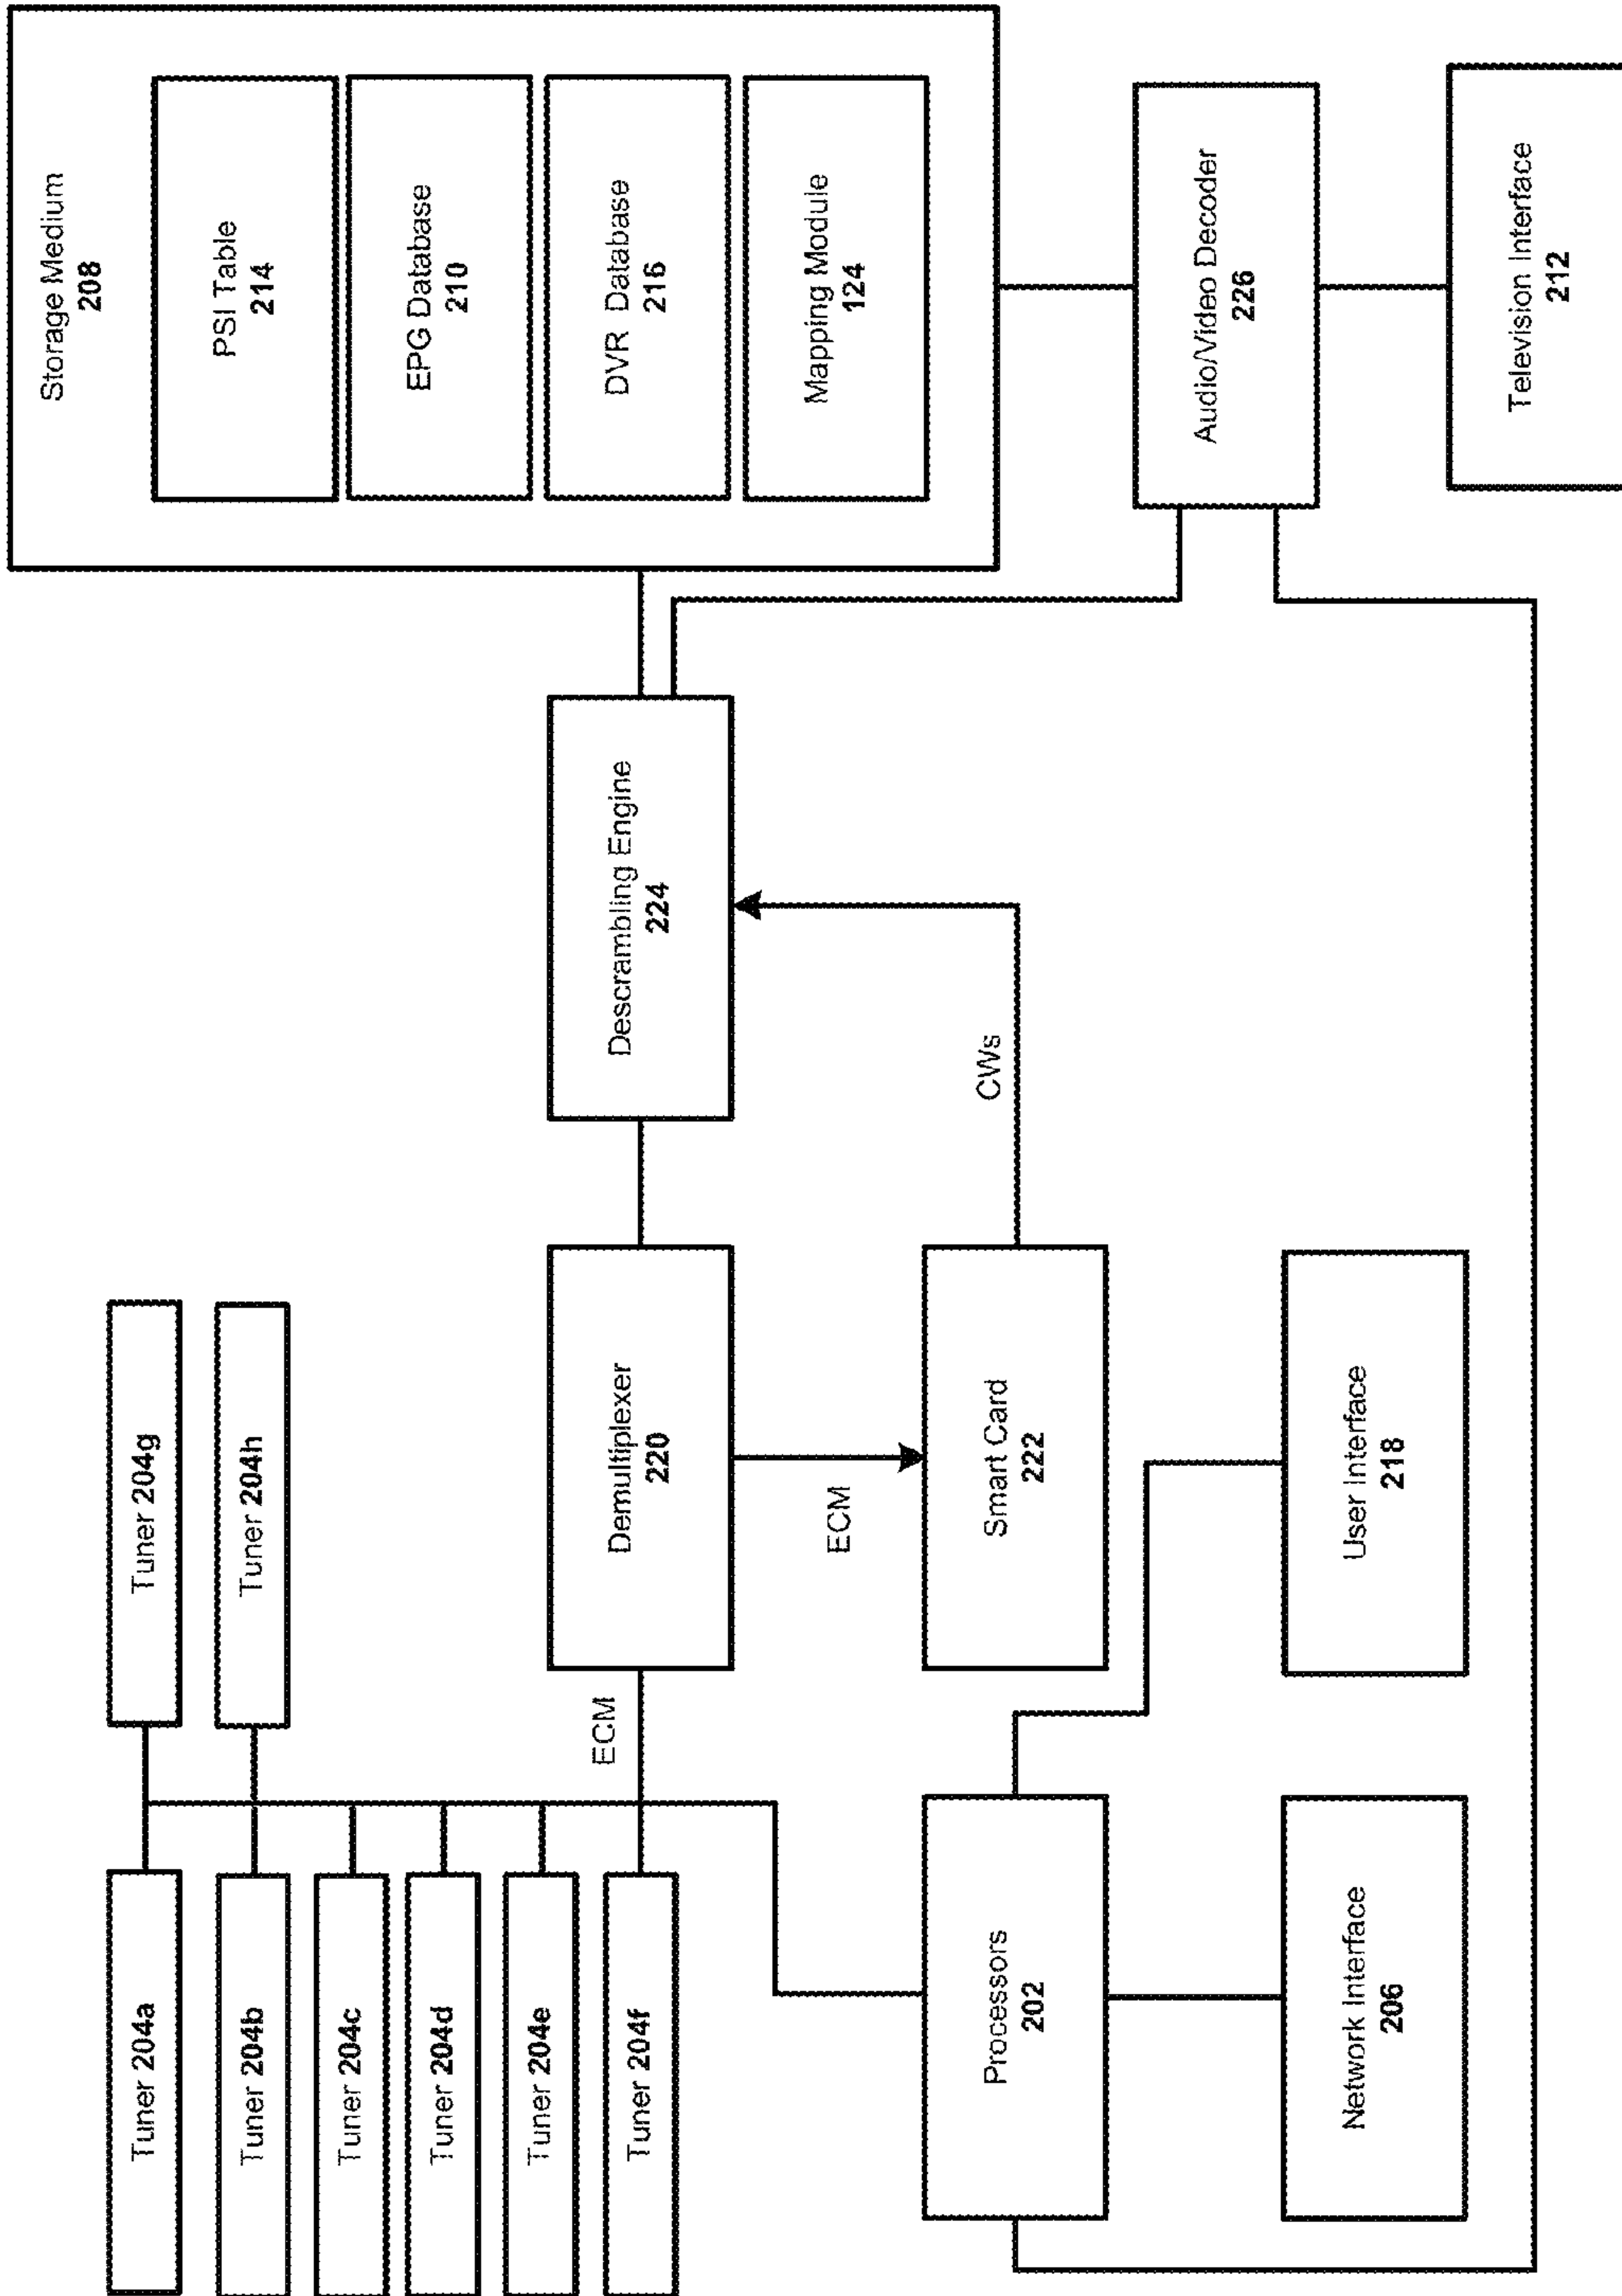 Tuner 204a
Tuner 204b
Tuner 204c
Tuner 204d
Tuner 204e
Tuner 204f
Tuner 204g
Tuner 204h
ECM
Demultiplexer
220
ECM
Smart Card
222
CWs
Descrambling Engine
224
Storage Medium
208
PSI Table
214
EPG Database
210
DVR Database
216
Mapping Module
124
Processors
202
Network Interface
206
User Interface
218
Audio/Video Decoder
226
Television Interface
212